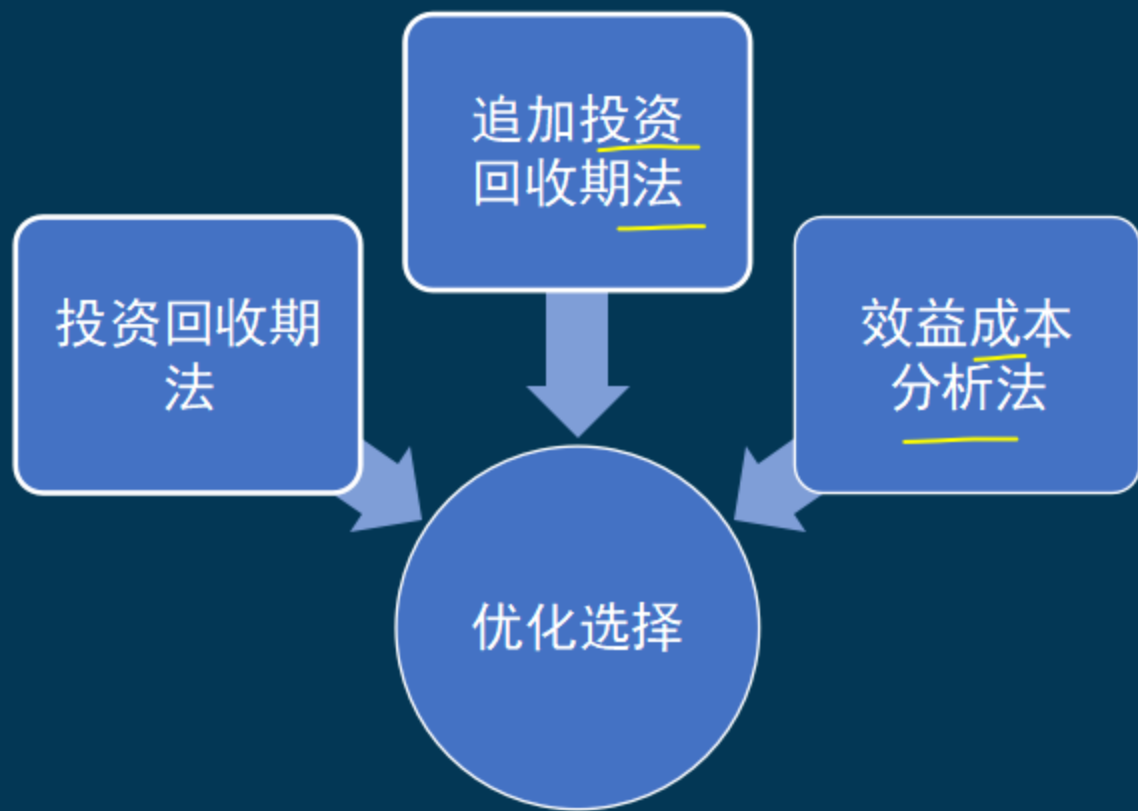 追加投资
回收期法
投资回收期
法
效益成本
分析法
优化选择